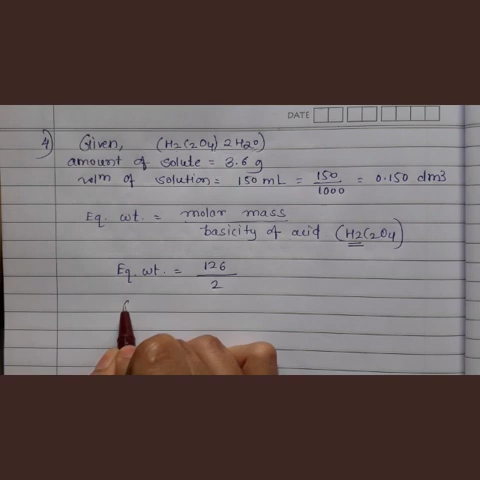 DATE
4) Given, (H2C2O4) 2H2O)
amount of solute = 3.6 g
volm of solution = 150 mL = 150/1000 = 0.150 dm3
Eq. wt. = molar mass / basicity of acid (H2C2O4)
Eq. wt. = 126/2